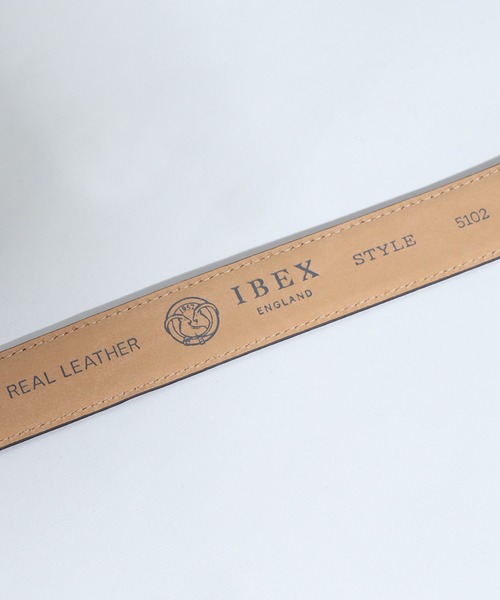 REAL LEATHER
IBEX
ENGLAND
STYLE 5102